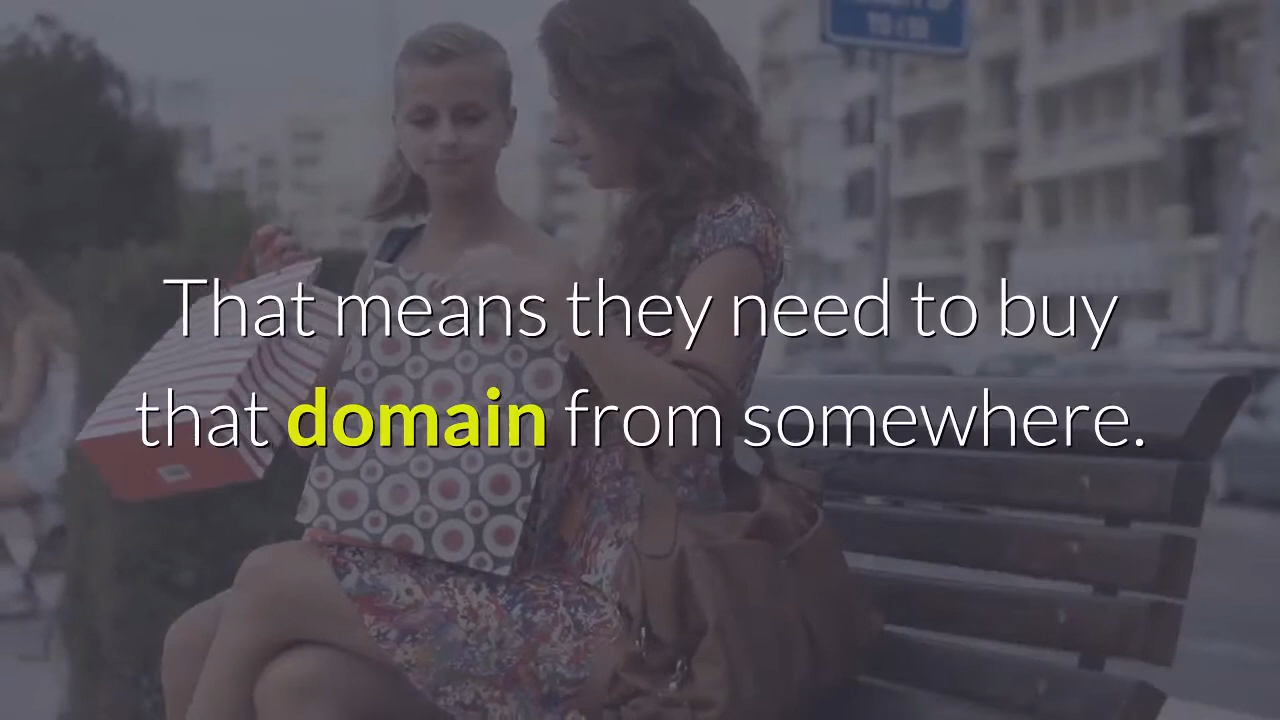 That means they need to buy
that domain from somewhere.